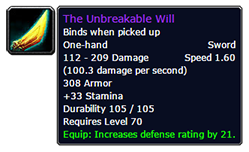 The Unbreakable Will
Binds when picked up
One-hand Sword
112 - 209 Damage Speed 1.60
(100.3 damage per second)
308 Armor
+33 Stamina
Durability 105 / 105
Requires Level 70
Equip: Increases defense rating by 21.